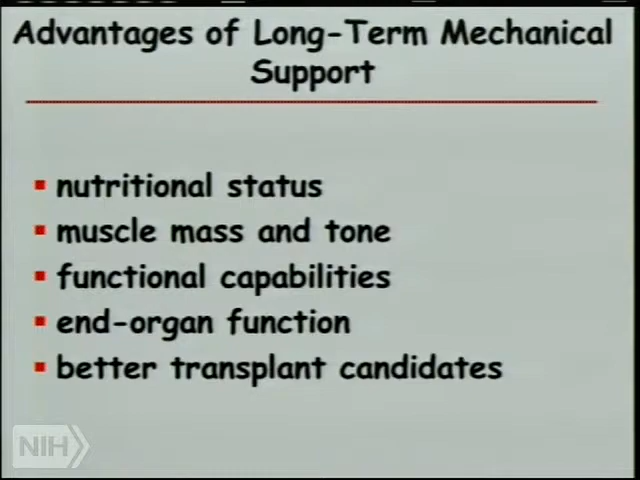 Advantages of Long-Term Mechanical
Support
nutritional status
muscle mass and tone
functional capabilities
end-organ function
better transplant candidates
NIH